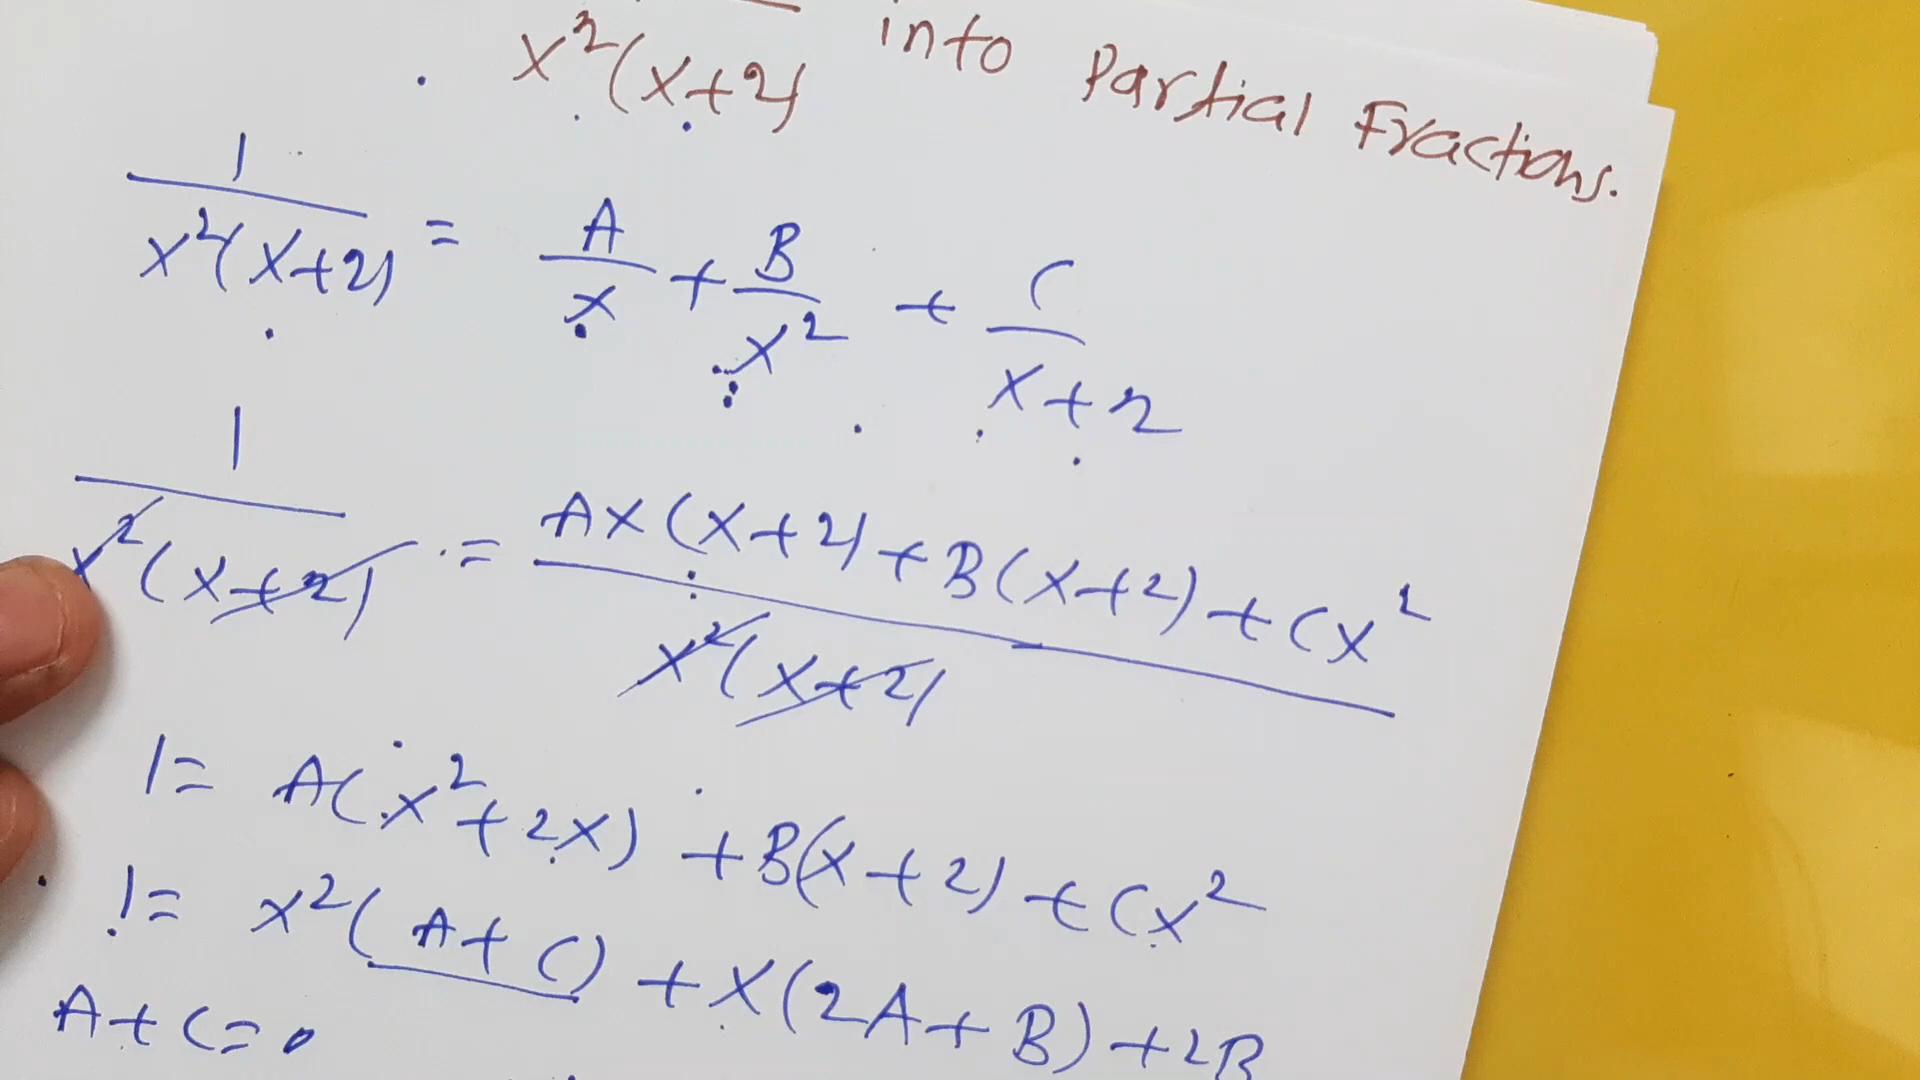 x²(x+2) into Partial Fractions.
1/x²(x+2) = A/x + B/x² + C/x+2
1/x²(x+2) = Ax(x+2) + B(x+2) + Cx²/x²(x+2)
1 = A(x²+2x) + B(x+2) + Cx²
1 = x²(A+C) + x(2A+B) + 2B
A+C=0